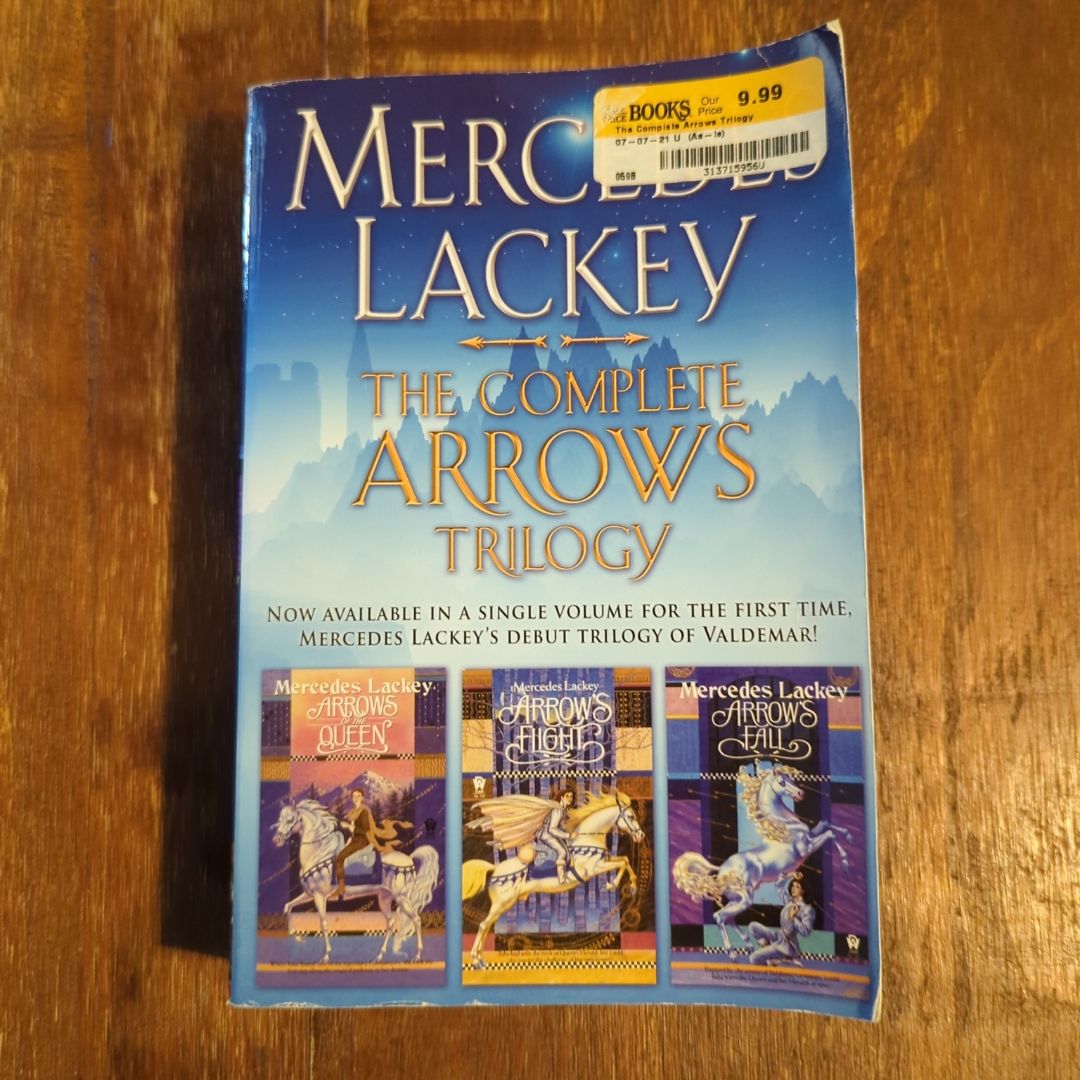 MERCEDES
BOOKS Our Price 9.99
The Complete Arrows Trilogy
07-07-21 U (As-Is)
059B
313715956U
LACKEY
THE COMPLETE
ARROWS
TRILOGY
NOW AVAILABLE IN A SINGLE VOLUME FOR THE FIRST TIME,
MERCEDES LACKEY'S DEBUT TRILOGY OF VALDEMAR!
Mercedes Lackey
ARROWS
OF THE
QUEEN
Mercedes Lackey
ARROW'S
FLIGHT
Mercedes Lackey
ARROW'S
FALL